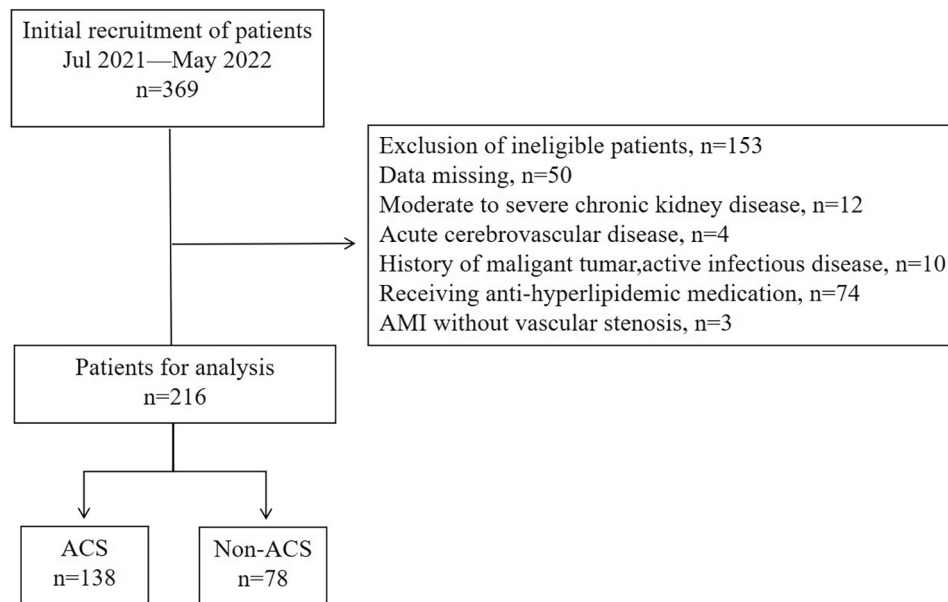 Initial recruitment of patients
Jul 2021—May 2022
n=369
Exclusion of ineligible patients, n=153
Data missing, n=50
Moderate to severe chronic kidney disease, n=12
Acute cerebrovascular disease, n=4
History of maligant tumar,active infectious disease, n=10
Receiving anti-hyperlipidemic medication, n=74
AMI without vascular stenosis, n=3
Patients for analysis
n=216
ACS
n=138
Non-ACS
n=78